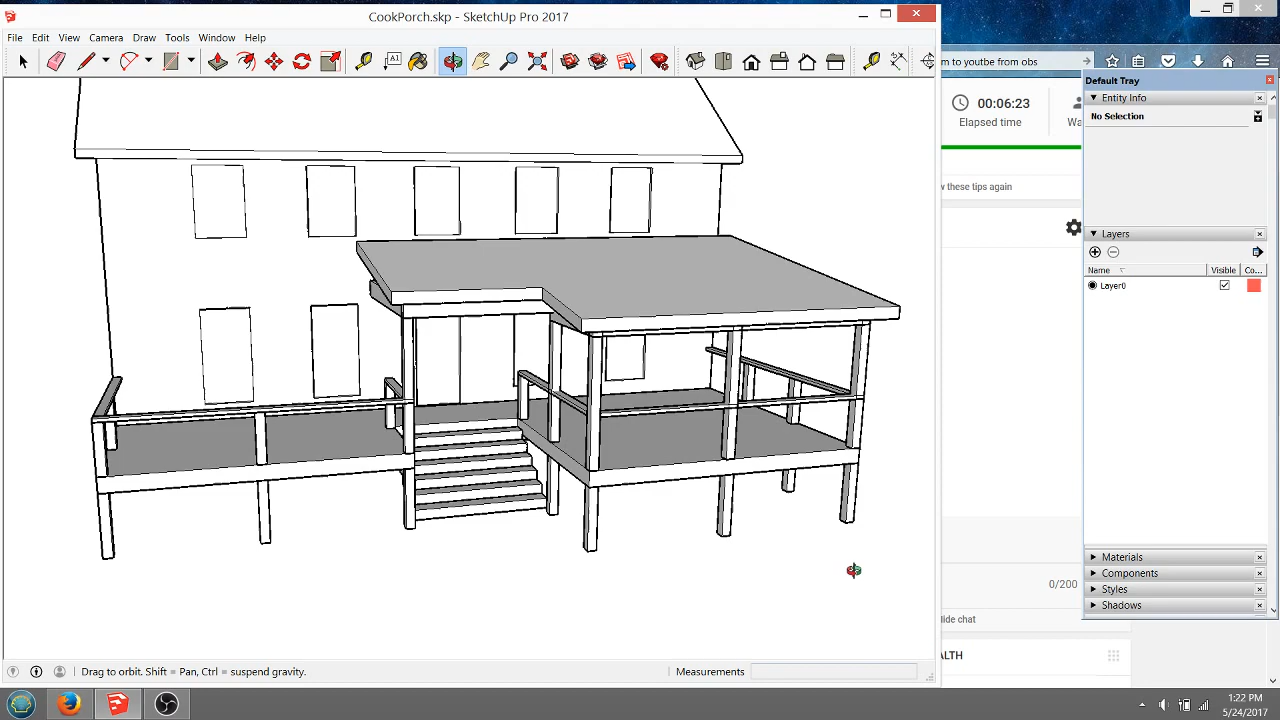 CookPorch.skp - SketchUp Pro 2017
File Edit View Camera Draw Tools Window Help
A1
m to youtbe from obs
00:06:23
Elapsed time
Wa
w these tips again
0/200
lide chat
ALTH
Default Tray
Entity Info
No Selection
Layers
Name Visible Co...
Layer0
Materials
Components
Styles
Shadows
Drag to orbit. Shift = Pan, Ctrl = suspend gravity.
Measurements
1:22 PM
5/24/2017